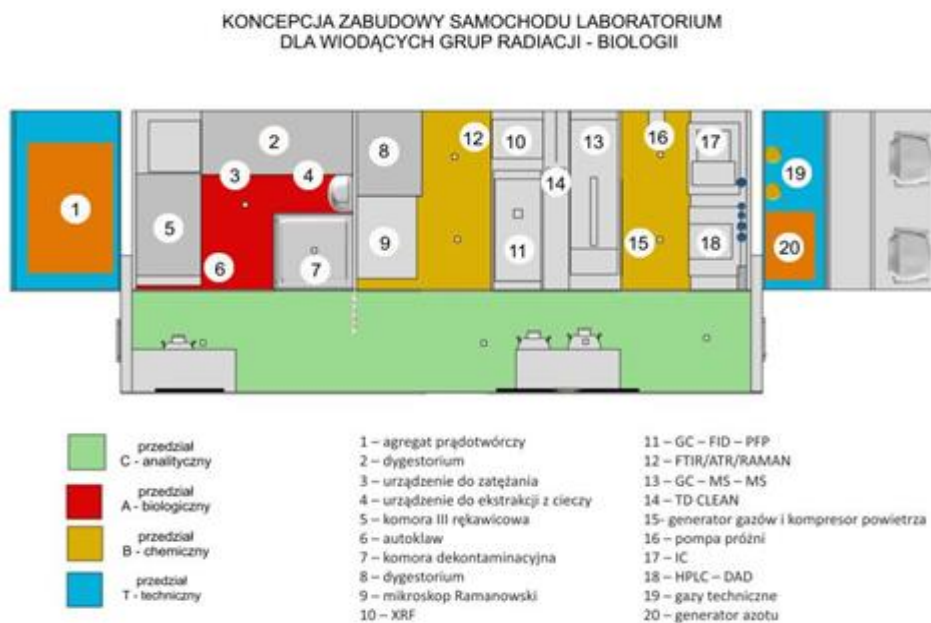 KONCEPCJA ZABUDOWY SAMOCHODU LABORATORIUM
DLA WIODĄCYCH GRUP RADIACJI - BIOLOGII
1
2
3
4
5
6
7
8
9
10
11
12
13
14
15
16
17
18
19
20
przedział
C - analityczny
przedział
A - biologiczny
przedział
B - chemiczny
przedział
T - techniczny
1 – agregat prądotwórczy
2 – dygestorium
3 – urządzenie do zatężania
4 – urządzenie do ekstrakcji z cieczy
5 – komora III rękawicowa
6 – autoklaw
7 – komora dekontaminacyjna
8 – dygestorium
9 – mikroskop Ramanowski
10 – XRF
11 – GC – FID – PFP
12 – FTIR/ATR/RAMAN
13 – GC – MS – MS
14 – TD CLEAN
15- generator gazów i kompresor powietrza
16 – pompa próżni
17 – IC
18 – HPLC – DAD
19 – gazy techniczne
20 – generator azotu